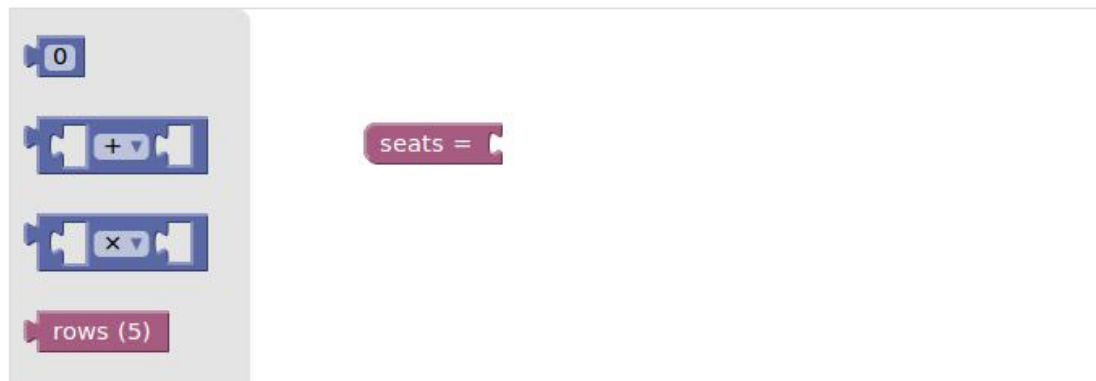 0
+ ▾
seats =
× ▾
rows (5)